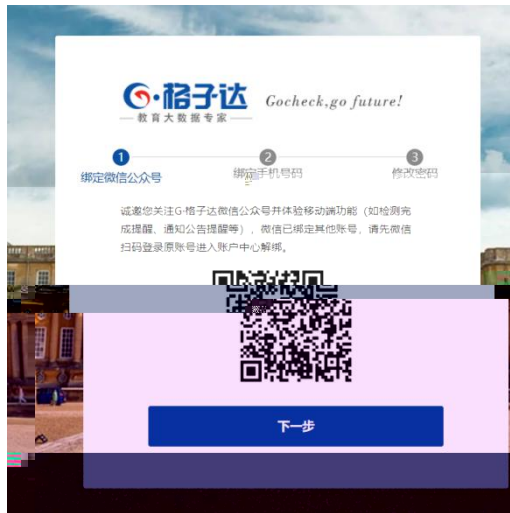 G·格子达
教育大数据专家
Gocheck,go future!
1 2 3
绑定微信公众号 绑定手机号码 修改密码
诚邀您关注G·格子达微信公众号并体验移动端功能（如检测完
成提醒、通知公告提醒等），微信已绑定其他账号，请先微信
扫码登录原账号进入账户中心解绑。
下一步